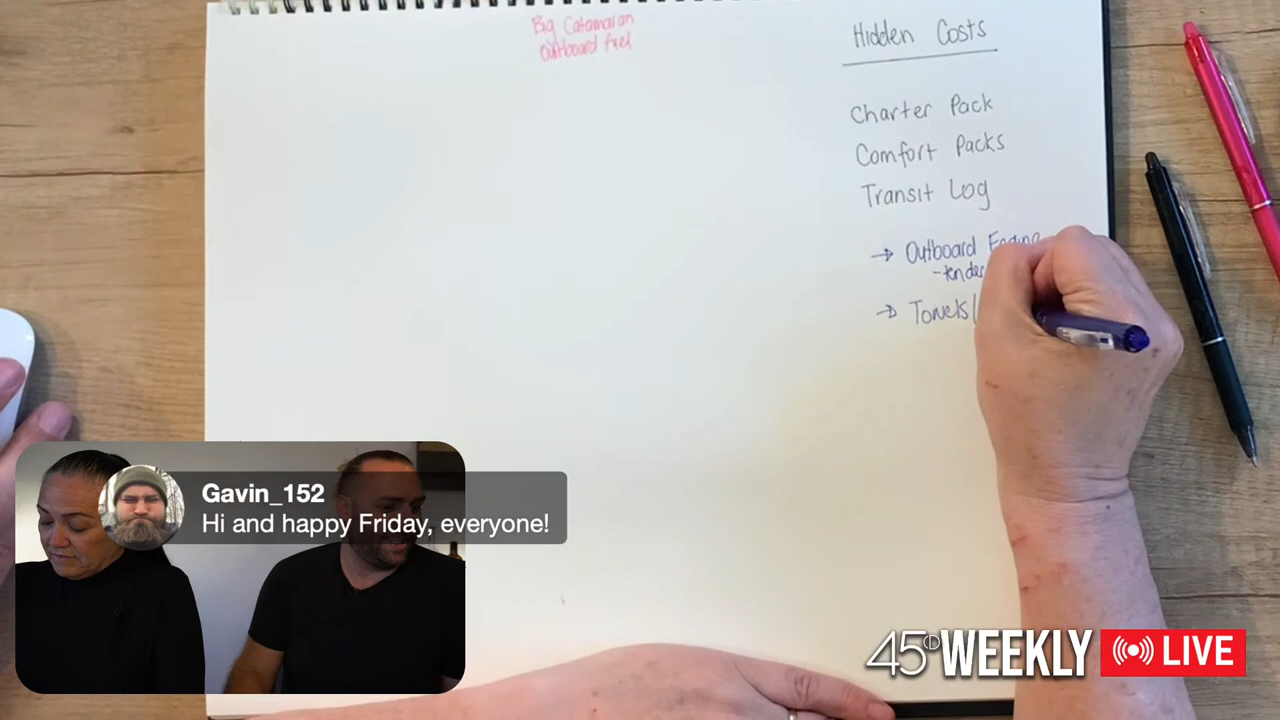 Big Catamaran
Outboard fuel
Hidden Costs
Charter Pack
Comfort Packs
Transit Log
→ Outboard Engine
→ Towels/
Gavin_152
Hi and happy Friday, everyone!
45° WEEKLY LIVE